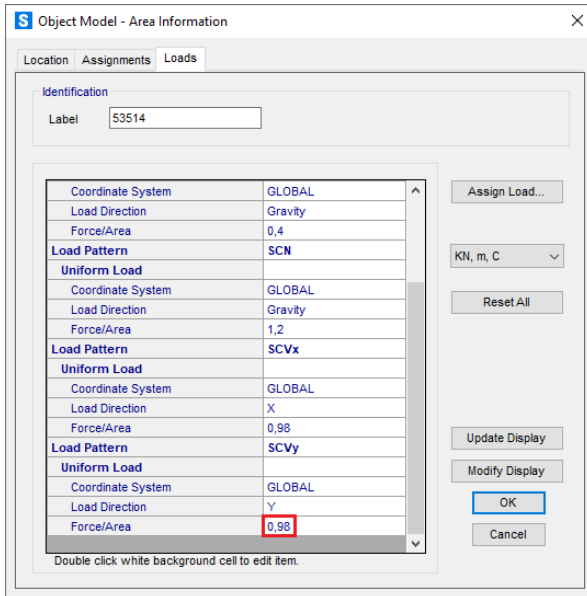 S Object Model - Area Information
Location Assignments Loads
Identification
Label 53514
Coordinate System GLOBAL
Load Direction Gravity
Force/Area 0,4
Load Pattern SCN
Uniform Load
Coordinate System GLOBAL
Load Direction Gravity
Force/Area 1,2
Load Pattern SCVx
Uniform Load
Coordinate System GLOBAL
Load Direction X
Force/Area 0,98
Load Pattern SCVy
Uniform Load
Coordinate System GLOBAL
Load Direction Y
Force/Area 0,98
Double click white background cell to edit item.
Assign Load...
KN, m, C
Reset All
Update Display
Modify Display
OK
Cancel